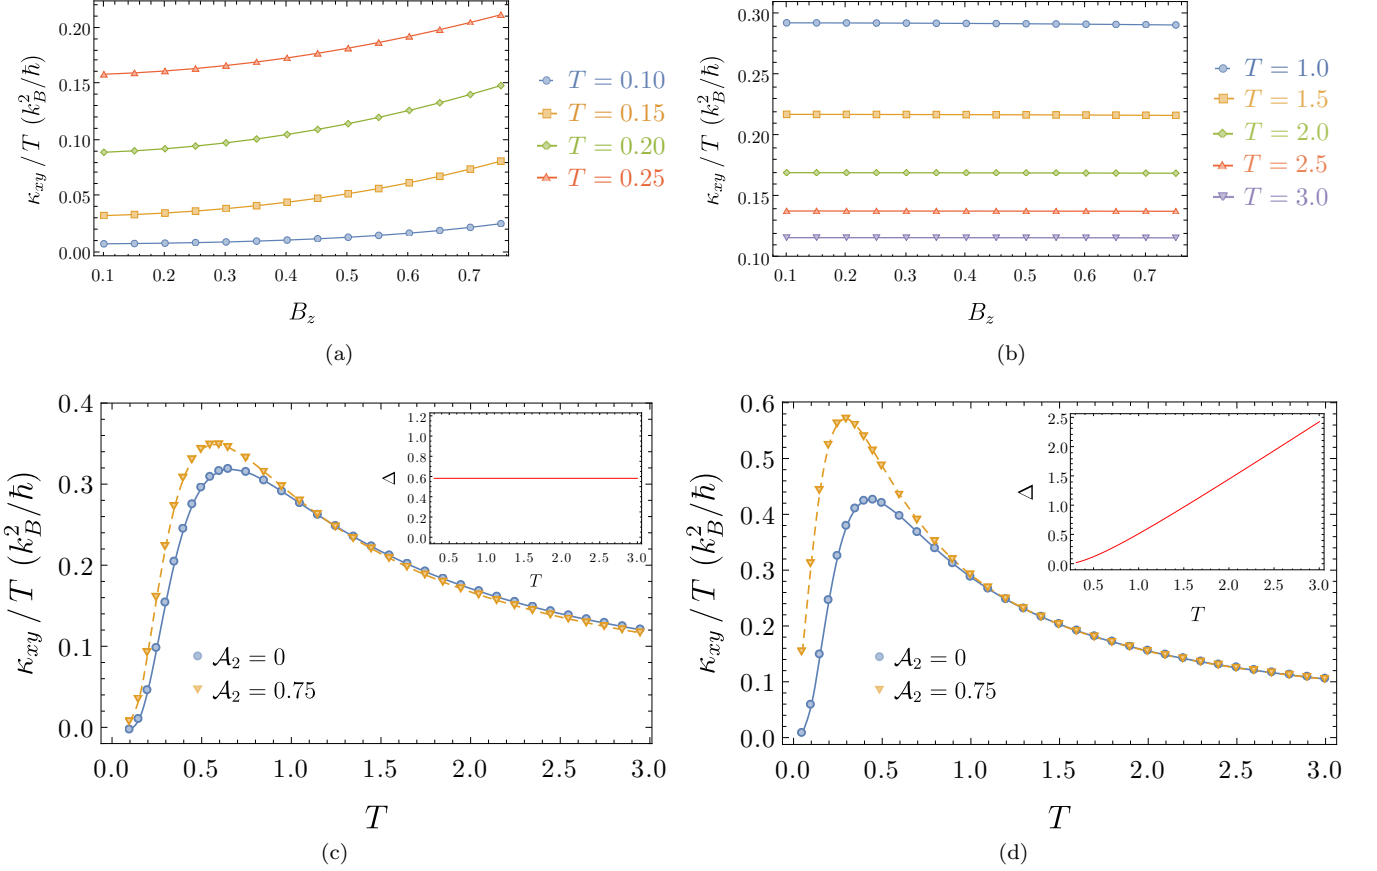 κxy / T (k_B^2/ħ)
0.20
0.15
0.10
0.05
0.00
0.1 0.2 0.3 0.4 0.5 0.6 0.7
B_z
T = 0.10
T = 0.15
T = 0.20
T = 0.25
(a)
κxy / T (k_B^2/ħ)
0.30
0.25
0.20
0.15
0.10
0.1 0.2 0.3 0.4 0.5 0.6 0.7
B_z
T = 1.0
T = 1.5
T = 2.0
T = 2.5
T = 3.0
(b)
κxy / T (k_B^2/ħ)
0.4
0.3
0.2
0.1
0.0
0.0 0.5 1.0 1.5 2.0 2.5 3.0
T
𝒜_2 = 0
𝒜_2 = 0.75
Δ
1.2
1.0
0.8
0.6
0.4
0.2
0.0
0.5 1.0 1.5 2.0 2.5 3.0
T
(c)
κxy / T (k_B^2/ħ)
0.6
0.5
0.4
0.3
0.2
0.1
0.0
0.0 0.5 1.0 1.5 2.0 2.5 3.0
T
𝒜_2 = 0
𝒜_2 = 0.75
Δ
2.5
2.0
1.5
1.0
0.5
0.0
0.5 1.0 1.5 2.0 2.5 3.0
T
(d)